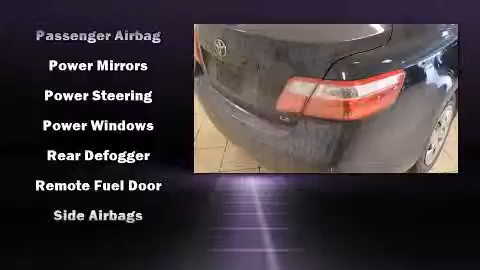 Passenger Airbag
Power Mirrors
Power Steering
Power Windows
Rear Defogger
Remote Fuel Door
Side Airbags